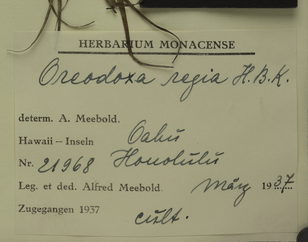 HERBARIUM MONACENSE
Oreodoxa regia H.B.K.
determ. A. Meebold.
Hawaii – Inseln Oahu
Nr. 21968 Honolulu
Leg. et ded. Alfred Meebold. März 1937
Zugegangen 1937 cult.